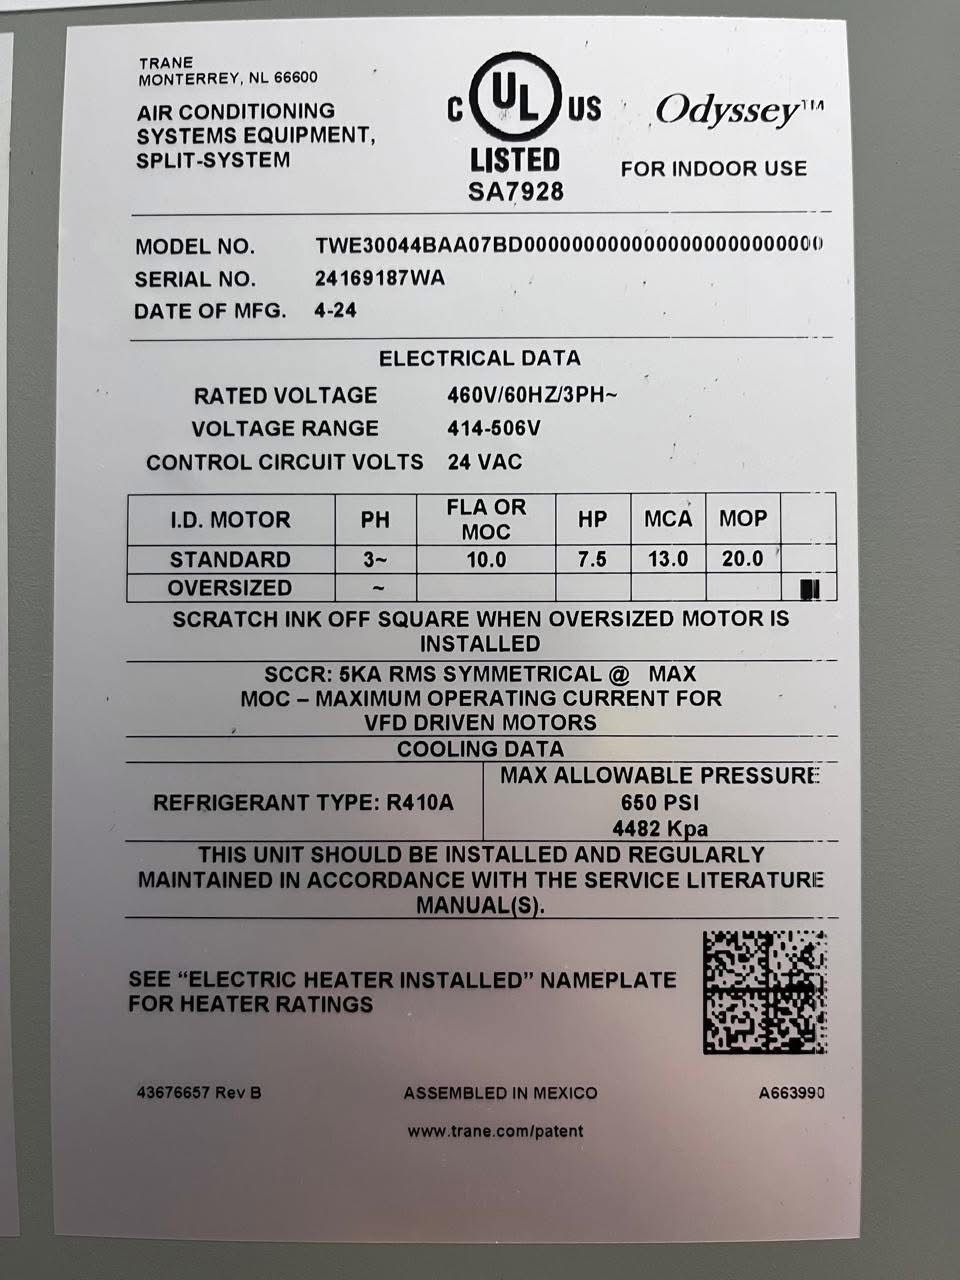 TRANE
MONTERREY, NL 66600
AIR CONDITIONING
SYSTEMS EQUIPMENT,
SPLIT-SYSTEM
C UL US
LISTED
SA7928
Odyssey™
FOR INDOOR USE
MODEL NO. TWE30044BAA07BD00000000000000000000000000
SERIAL NO. 24169187WA
DATE OF MFG. 4-24
ELECTRICAL DATA
RATED VOLTAGE 460V/60HZ/3PH~
VOLTAGE RANGE 414-506V
CONTROL CIRCUIT VOLTS 24 VAC
I.D. MOTOR PH FLA OR MOC HP MCA MOP
STANDARD 3~ 10.0 7.5 13.0 20.0
OVERSIZED ~
SCRATCH INK OFF SQUARE WHEN OVERSIZED MOTOR IS
INSTALLED
SCCR: 5KA RMS SYMMETRICAL @ MAX
MOC – MAXIMUM OPERATING CURRENT FOR
VFD DRIVEN MOTORS
COOLING DATA
REFRIGERANT TYPE: R410A
MAX ALLOWABLE PRESSURE
650 PSI
4482 Kpa
THIS UNIT SHOULD BE INSTALLED AND REGULARLY
MAINTAINED IN ACCORDANCE WITH THE SERVICE LITERATURE
MANUAL(S).
SEE “ELECTRIC HEATER INSTALLED” NAMEPLATE
FOR HEATER RATINGS
43676657 Rev B ASSEMBLED IN MEXICO A663990
www.trane.com/patent